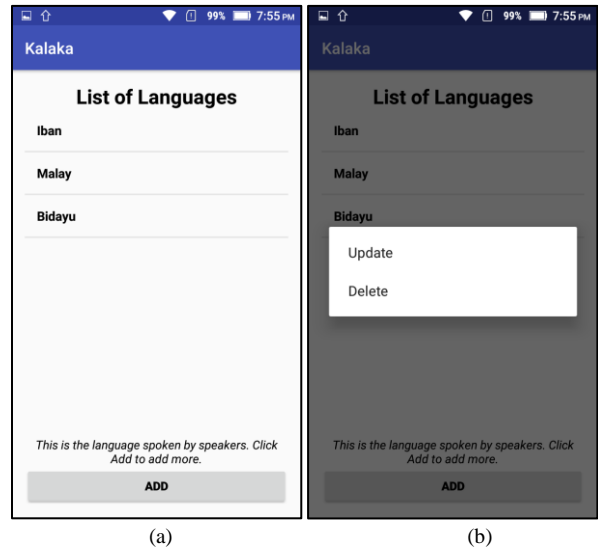 99% 7:55 PM
Kalaka
List of Languages
Iban
Malay
Bidayu
This is the language spoken by speakers. Click
Add to add more.
ADD
(a)
99% 7:55 PM
Kalaka
List of Languages
Iban
Malay
Bidayu
Update
Delete
This is the language spoken by speakers. Click
Add to add more.
ADD
(b)